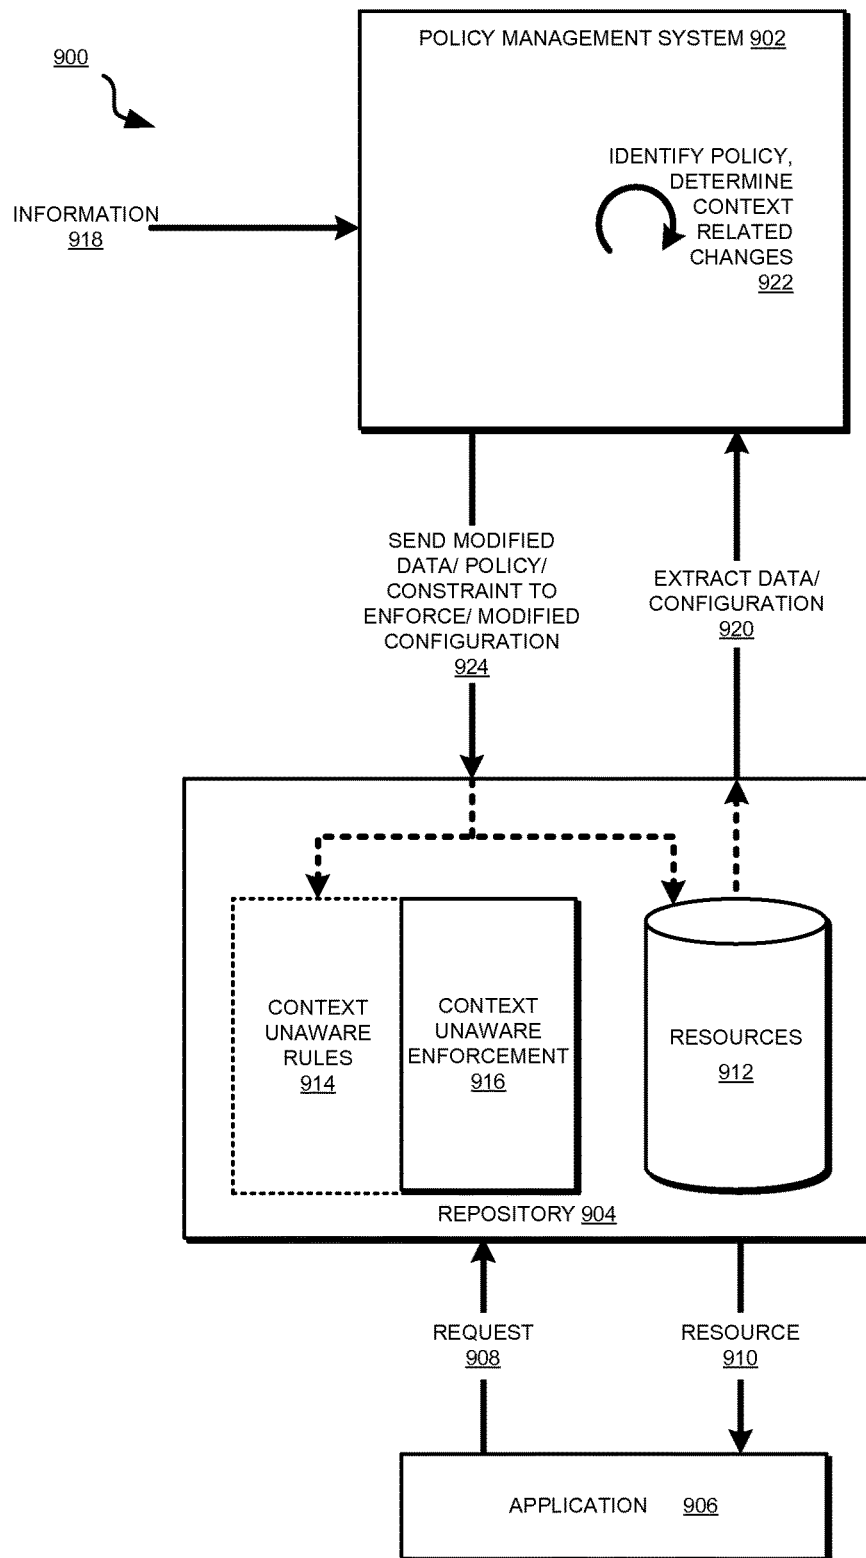 POLICY MANAGEMENT SYSTEM 902
900
IDENTIFY POLICY,
DETERMINE
CONTEXT
RELATED
CHANGES
922
INFORMATION
918
SEND MODIFIED
DATA/ POLICY/
CONSTRAINT TO
ENFORCE/ MODIFIED
CONFIGURATION
924
EXTRACT DATA/
CONFIGURATION
920
CONTEXT
UNAWARE
RULES
914
CONTEXT
UNAWARE
ENFORCEMENT
916
RESOURCES
912
REPOSITORY 904
REQUEST
908
RESOURCE
910
APPLICATION 906